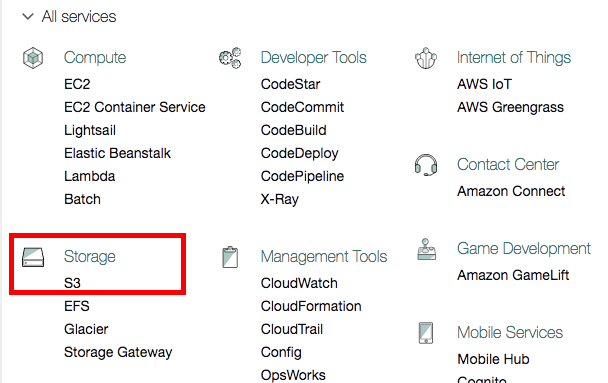 All services
Compute
EC2
EC2 Container Service
Lightsail
Elastic Beanstalk
Lambda
Batch
Storage
S3
EFS
Glacier
Storage Gateway
Developer Tools
CodeStar
CodeCommit
CodeBuild
CodeDeploy
CodePipeline
X-Ray
Management Tools
CloudWatch
CloudFormation
CloudTrail
Config
OpsWorks
Internet of Things
AWS IoT
AWS Greengrass
Contact Center
Amazon Connect
Game Development
Amazon GameLift
Mobile Services
Mobile Hub
Cognito